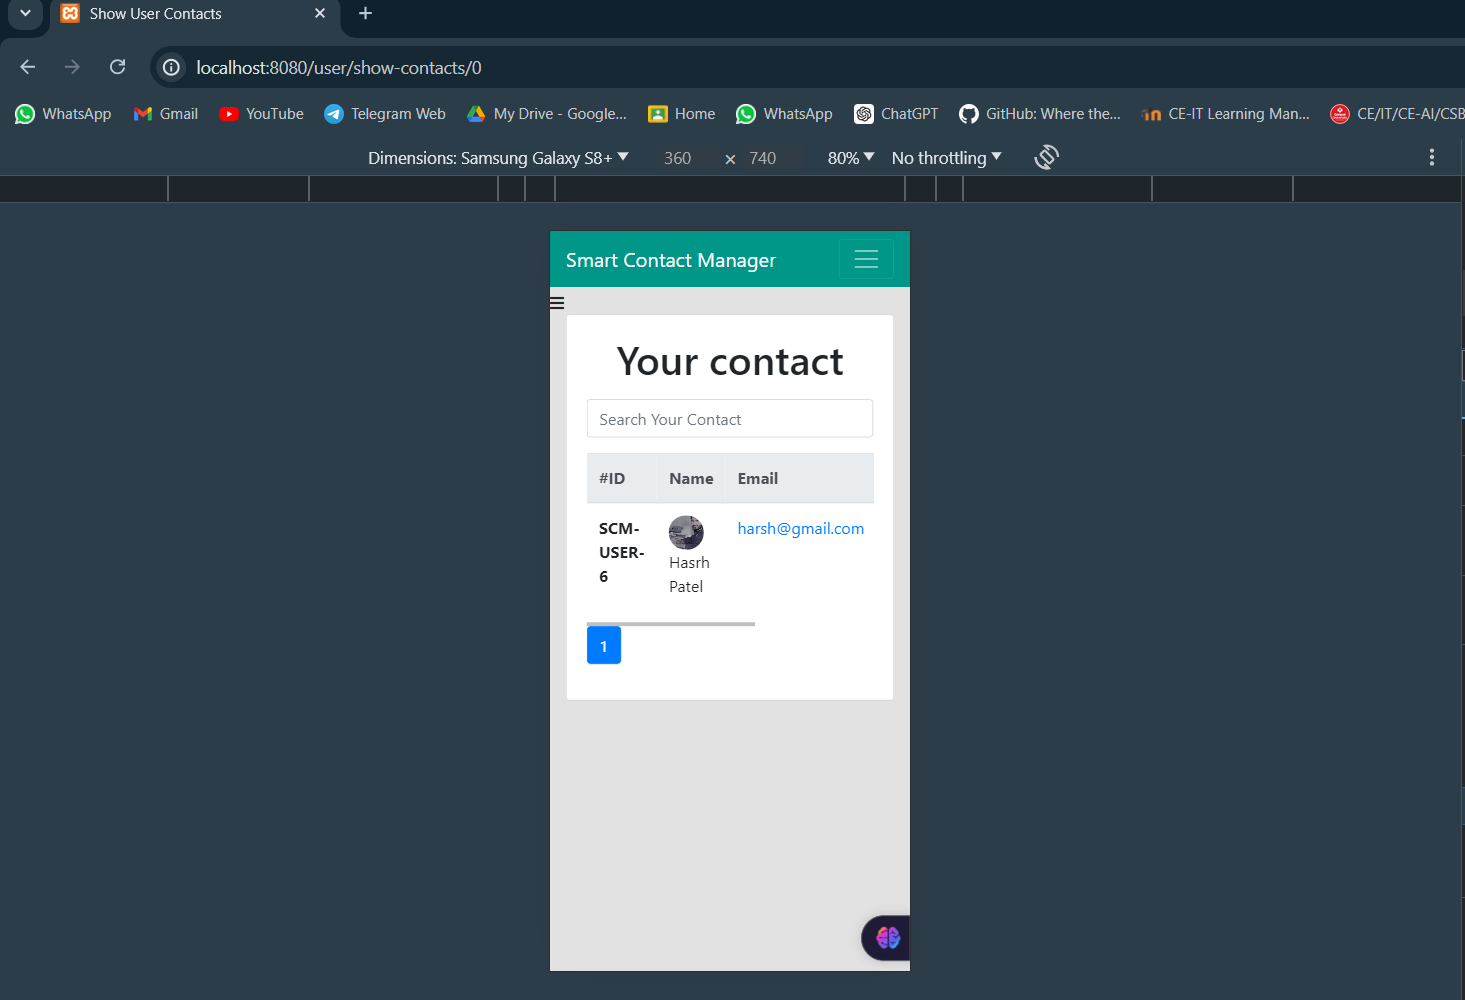 Show User Contacts
localhost:8080/user/show-contacts/0
WhatsApp Gmail YouTube Telegram Web My Drive - Google... Home WhatsApp ChatGPT GitHub: Where the... CE-IT Learning Man... CE/IT/CE-AI/CSB
Dimensions: Samsung Galaxy S8+ 360 × 740 80% No throttling
Smart Contact Manager
Your contact
Search Your Contact
#ID Name Email
SCM-
USER-
6
Hasrh
Patel
harsh@gmail.com
1